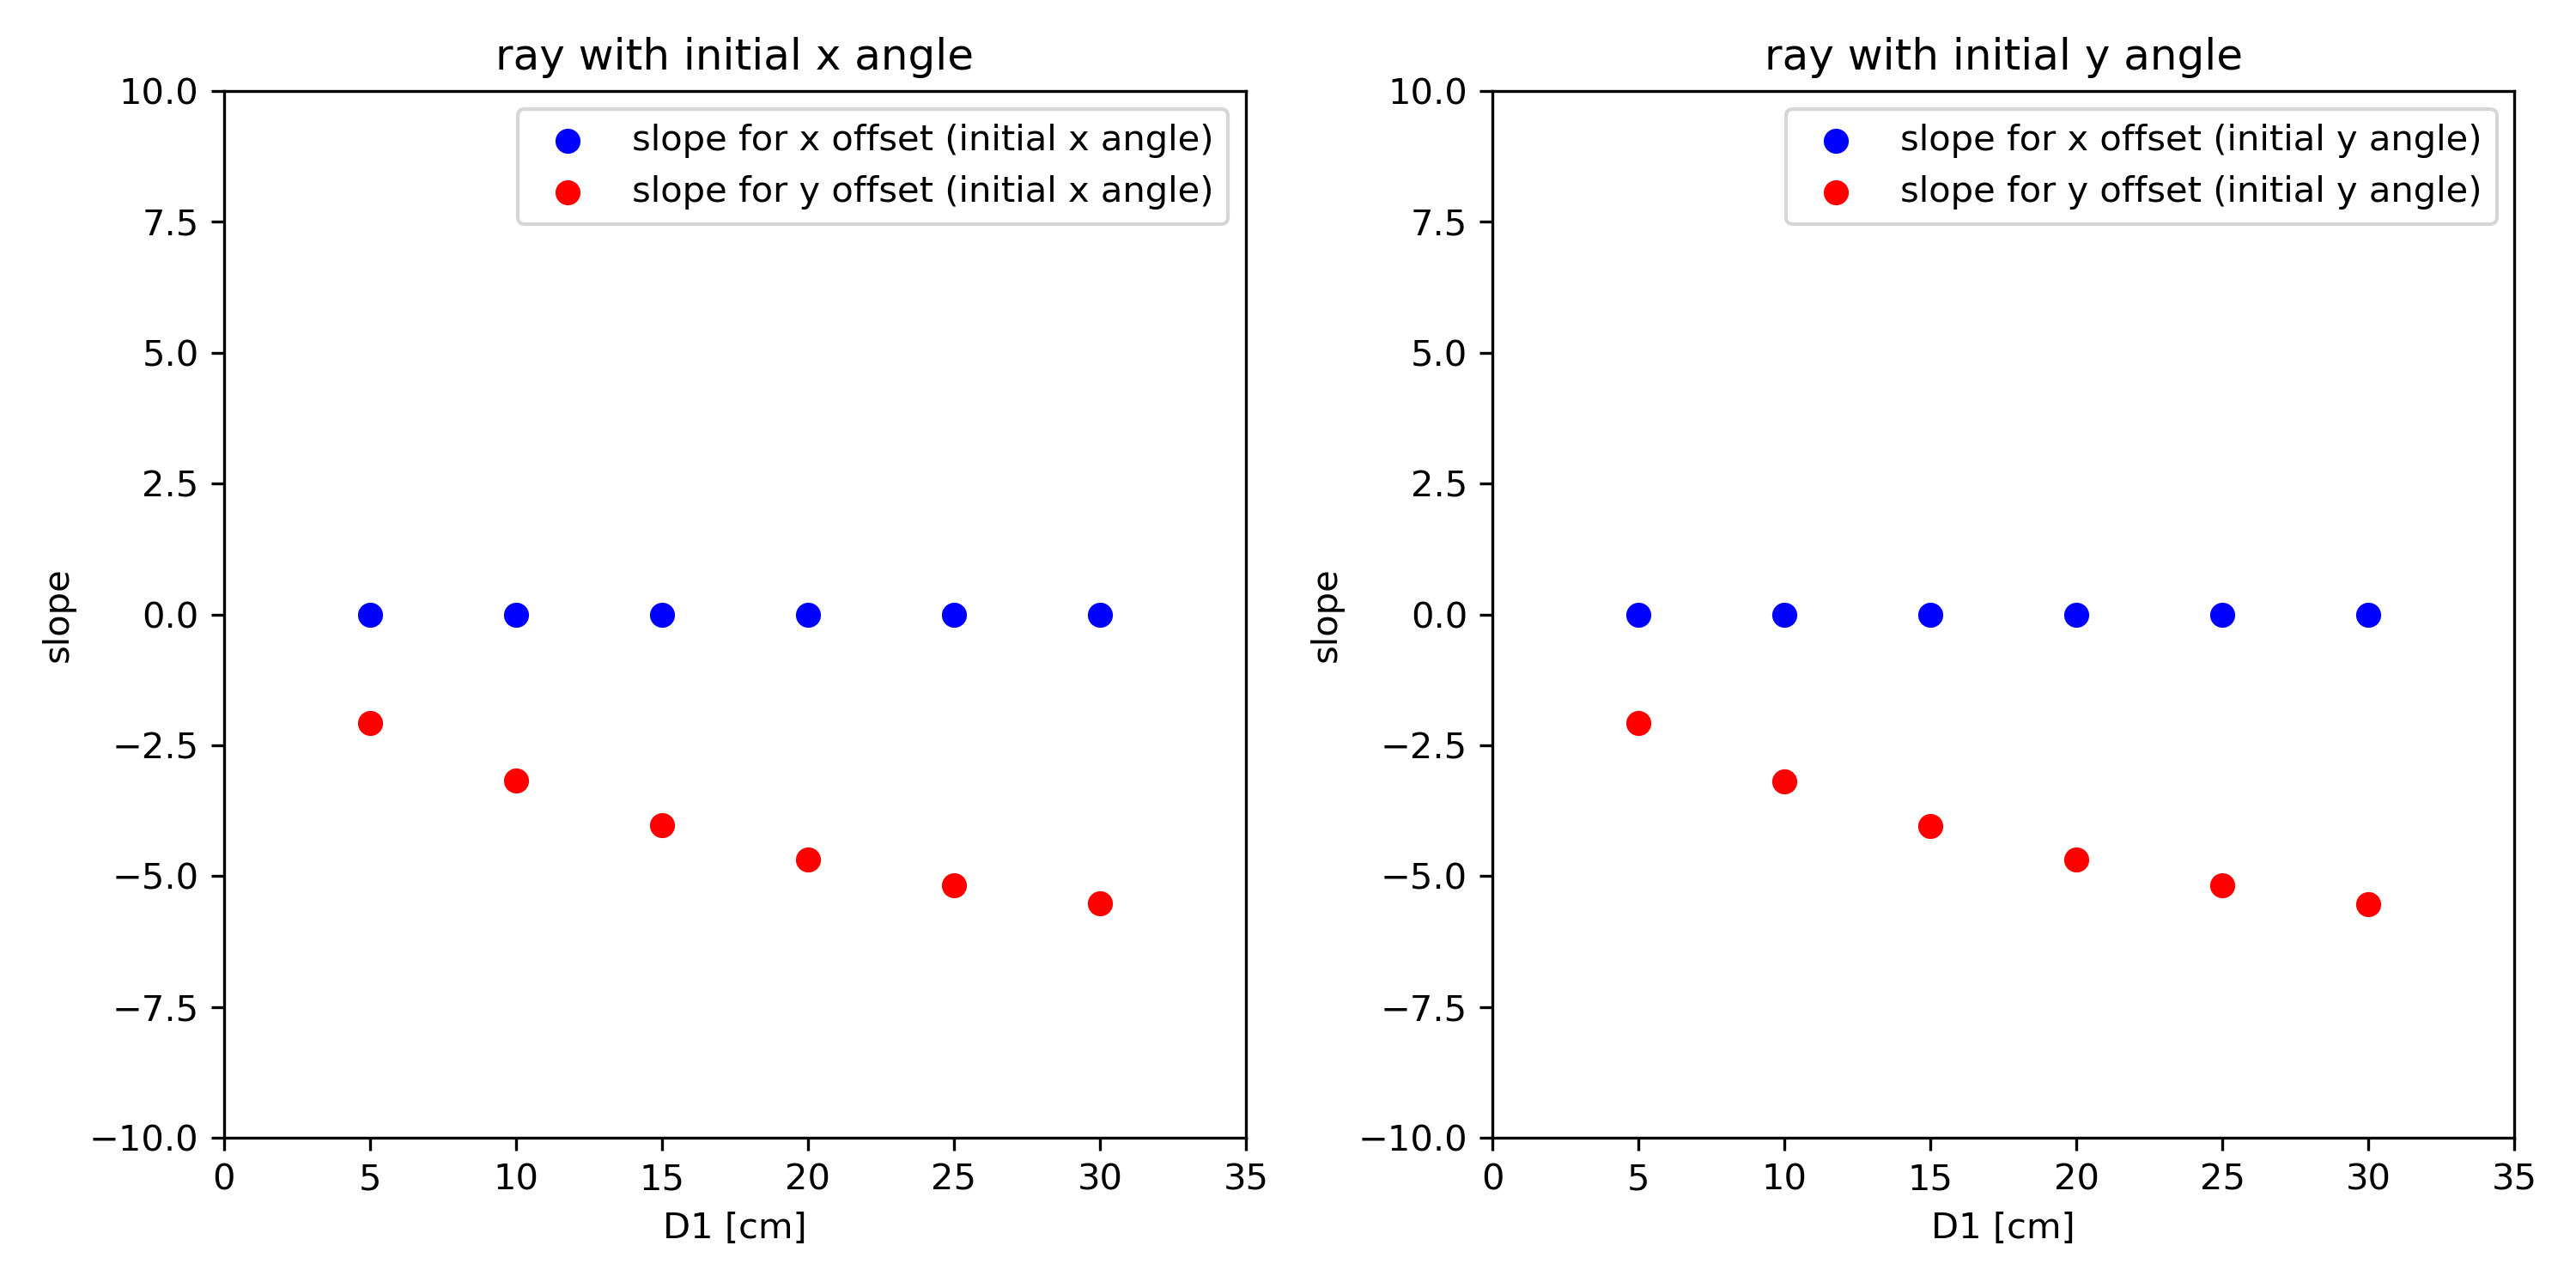 ray with initial x angle
slope for x offset (initial x angle)
slope for y offset (initial x angle)
10.0
7.5
5.0
2.5
0.0
−2.5
−5.0
−7.5
−10.0
slope
0 5 10 15 20 25 30 35
D1 [cm]
ray with initial y angle
slope for x offset (initial y angle)
slope for y offset (initial y angle)
10.0
7.5
5.0
2.5
0.0
−2.5
−5.0
−7.5
−10.0
slope
0 5 10 15 20 25 30 35
D1 [cm]